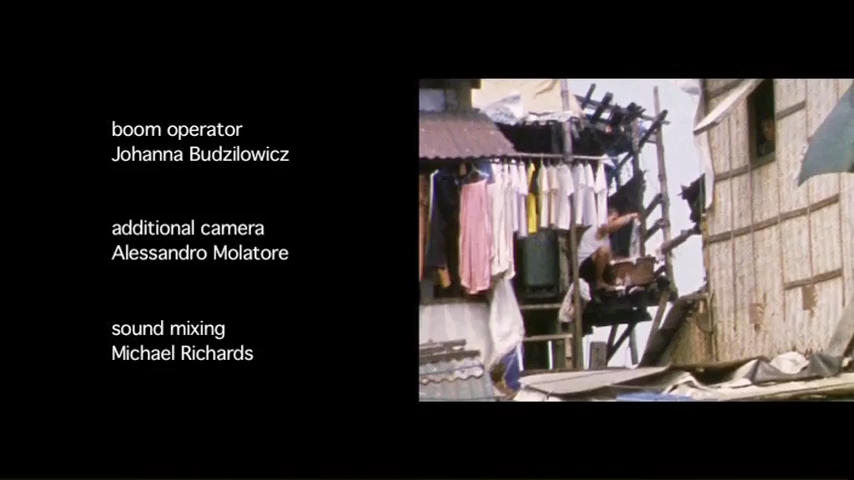 boom operator
Johanna Budzilowicz
additional camera
Alessandro Molatore
sound mixing
Michael Richards